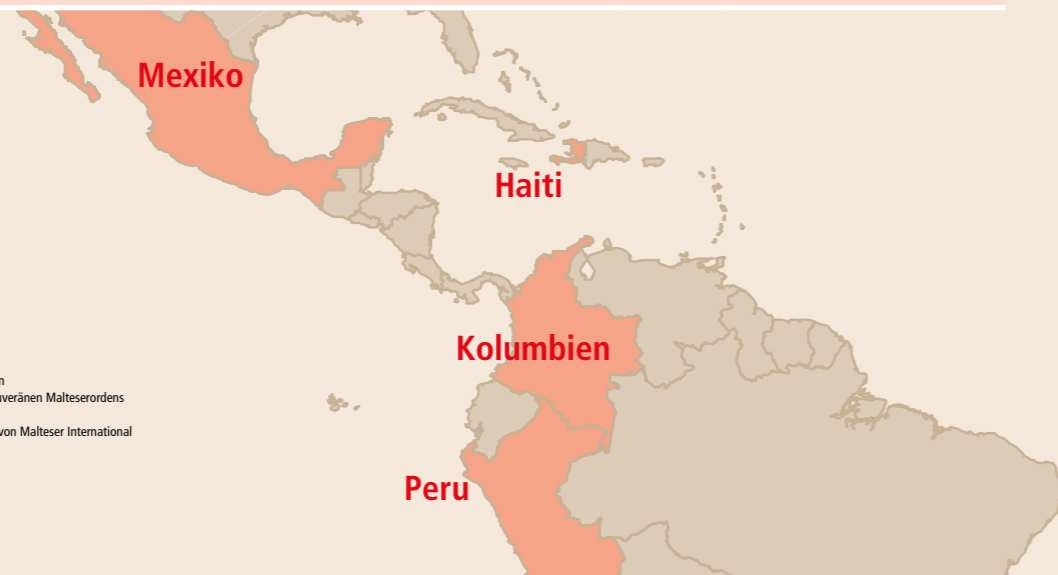 Mexiko
Haiti
Kolumbien
Peru
n
uveränen Malteserordens
von Malteser International